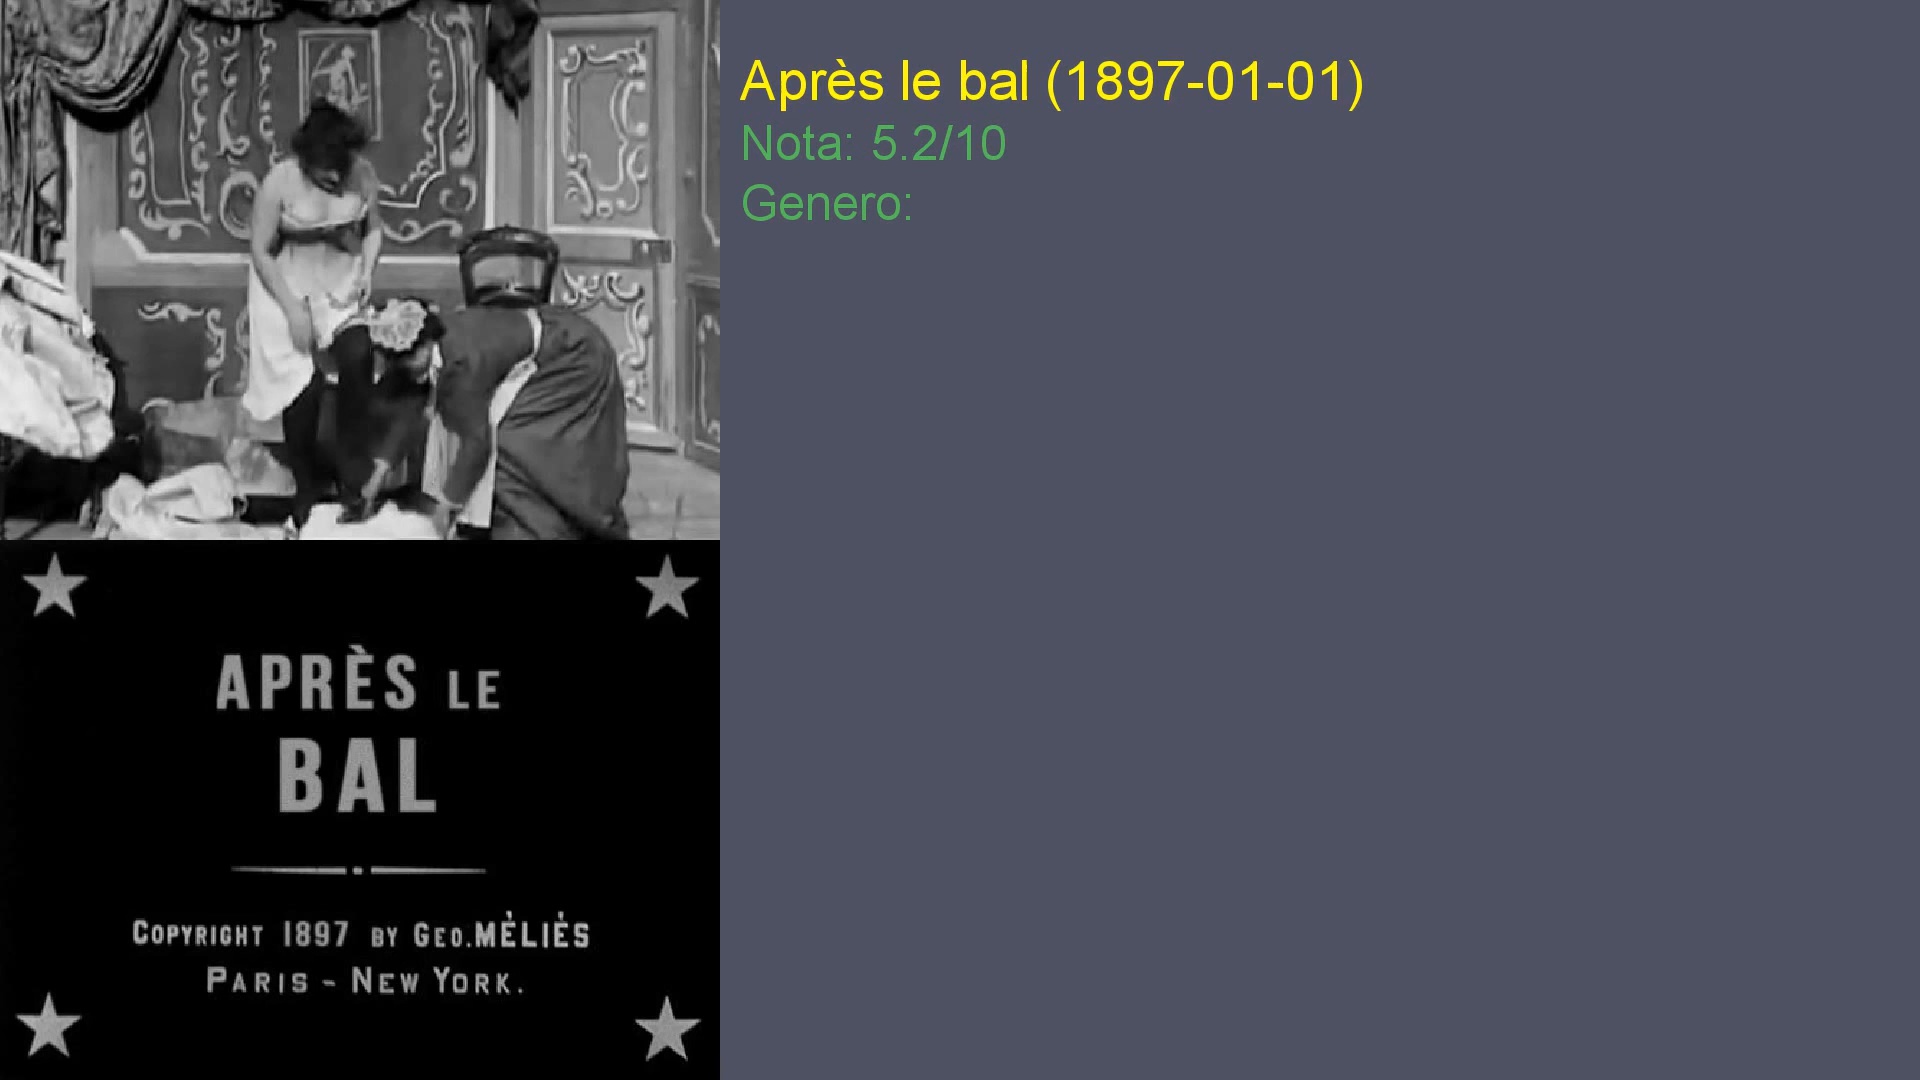 Après le bal (1897-01-01)
Nota: 5.2/10
Genero:
APRÈS LE
BAL
COPYRIGHT 1897 BY GEO.MÈLIÈS
PARIS - NEW YORK.